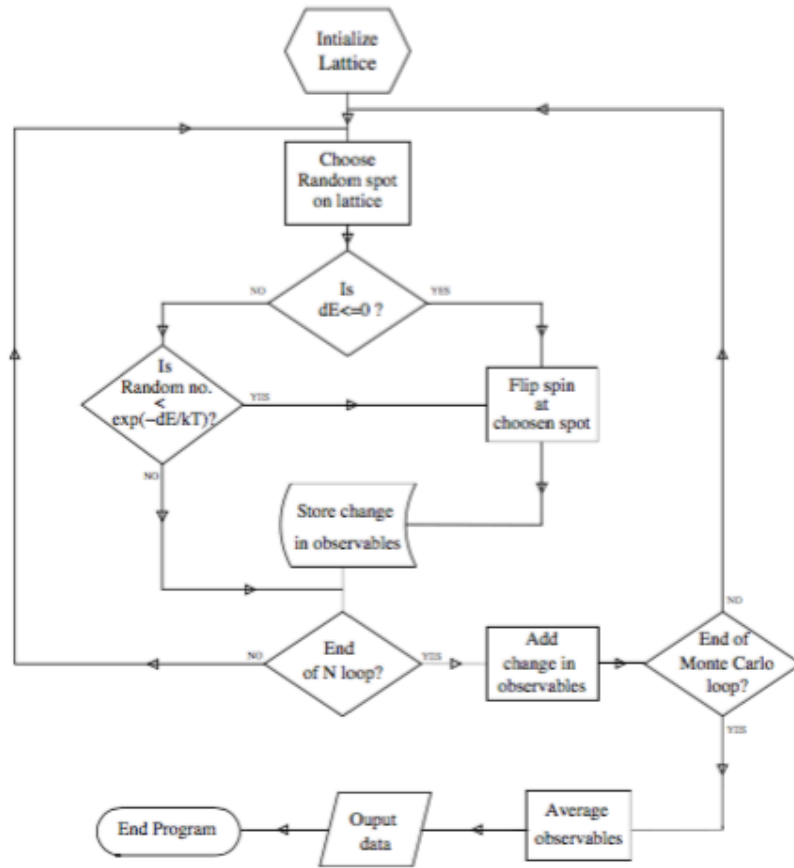 Intialize
Lattice
Choose
Random spot
on lattice
Is
dE<=0 ?
NO
YES
Is
Random no.
<
exp(−dE/kT)?
YES
NO
Flip spin
at
choosen spot
Store change
in observables
End
of N loop?
NO
YES
Add
change in
observables
End of
Monte Carlo
loop?
NO
YES
Average
observables
Ouput
data
End Program